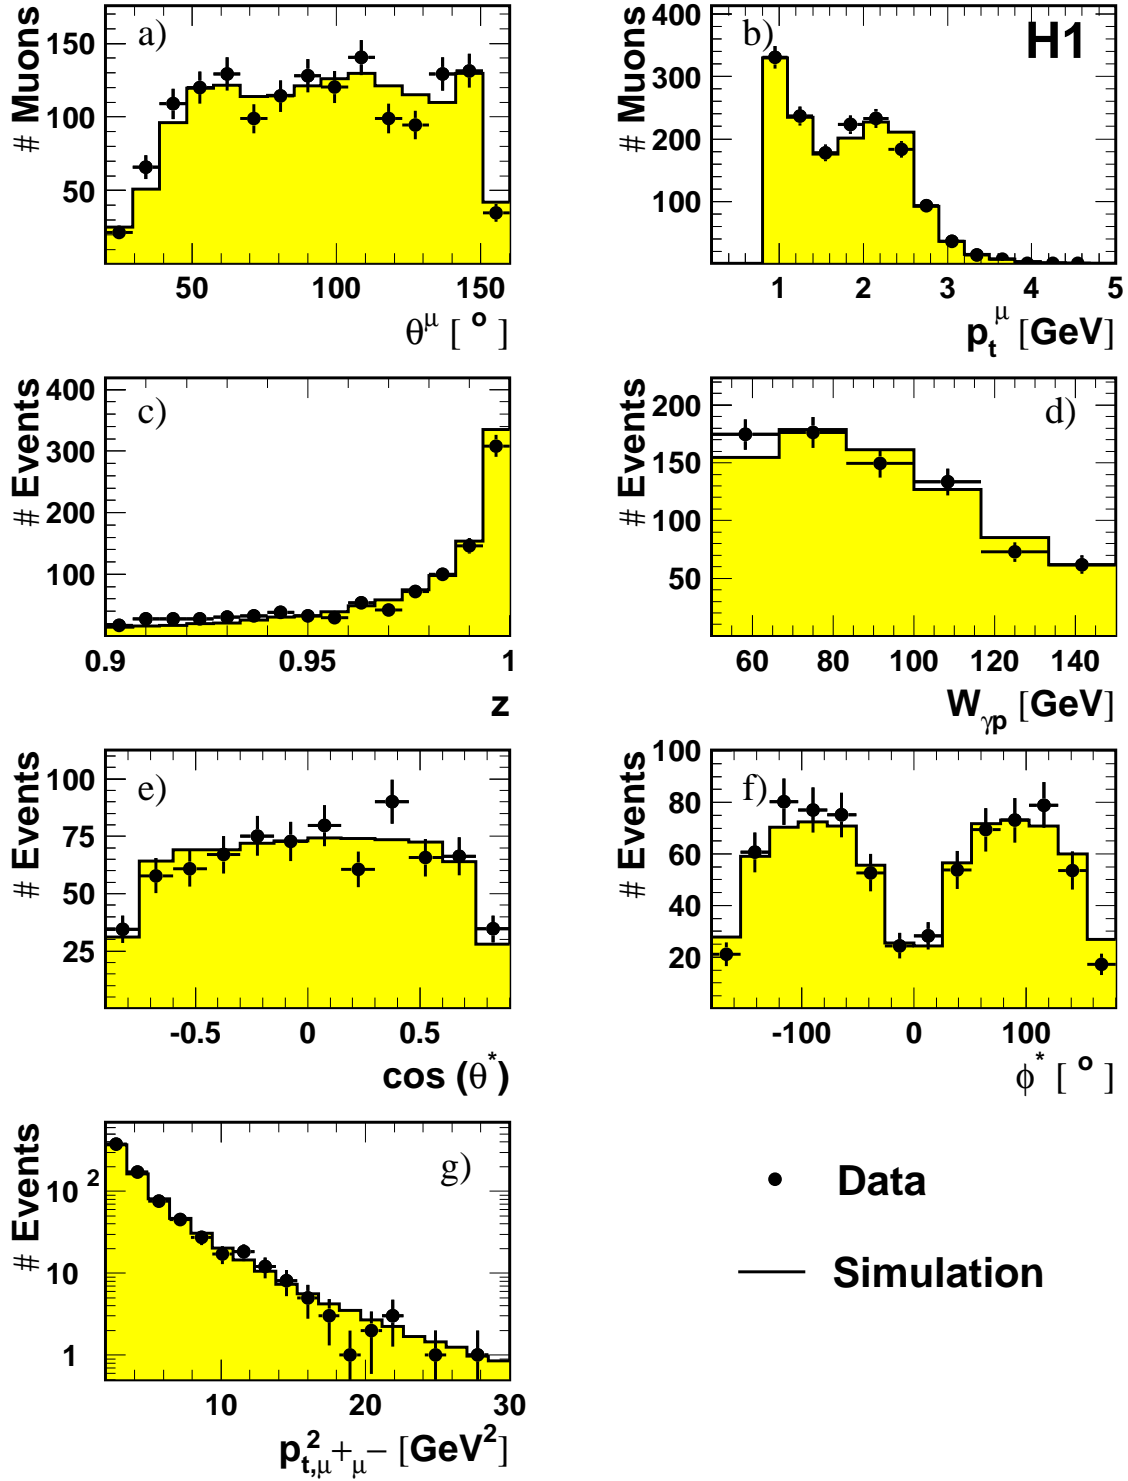 a)
# Muons
150
100
50
50 100 150
θ^μ [ ° ]
b)
H1
# Muons
400
300
200
100
1 2 3 4 5
p_t^μ [GeV]
c)
# Events
400
300
200
100
0.9 0.95 1
z
d)
# Events
200
150
100
50
60 80 100 120 140
W_γp [GeV]
e)
# Events
100
75
50
25
-0.5 0 0.5
cos (θ^*)
f)
# Events
100
80
60
40
20
-100 0 100
ϕ^* [ ° ]
g)
# Events
10^2
10
1
10 20 30
p^2_t,μ+μ− [GeV^2]
Data
Simulation